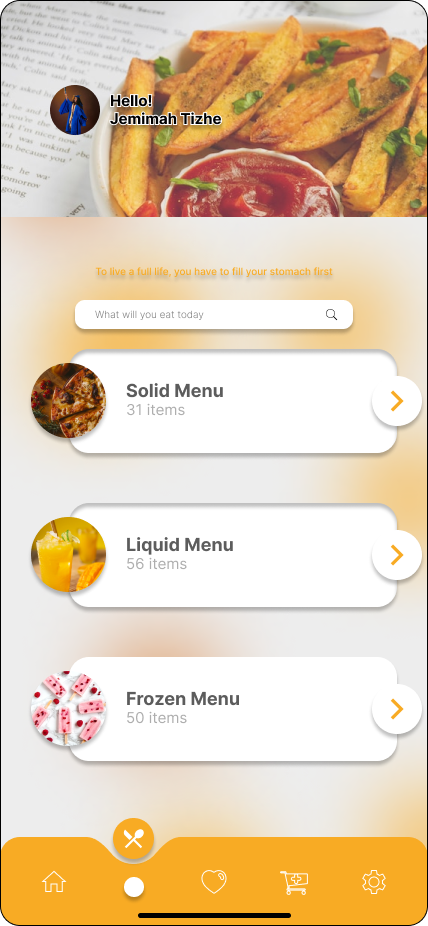 Hello!
Jemimah Tizhe
To live a full life, you have to fill your stomach first
What will you eat today
Solid Menu
31 items
Liquid Menu
56 items
Frozen Menu
50 items